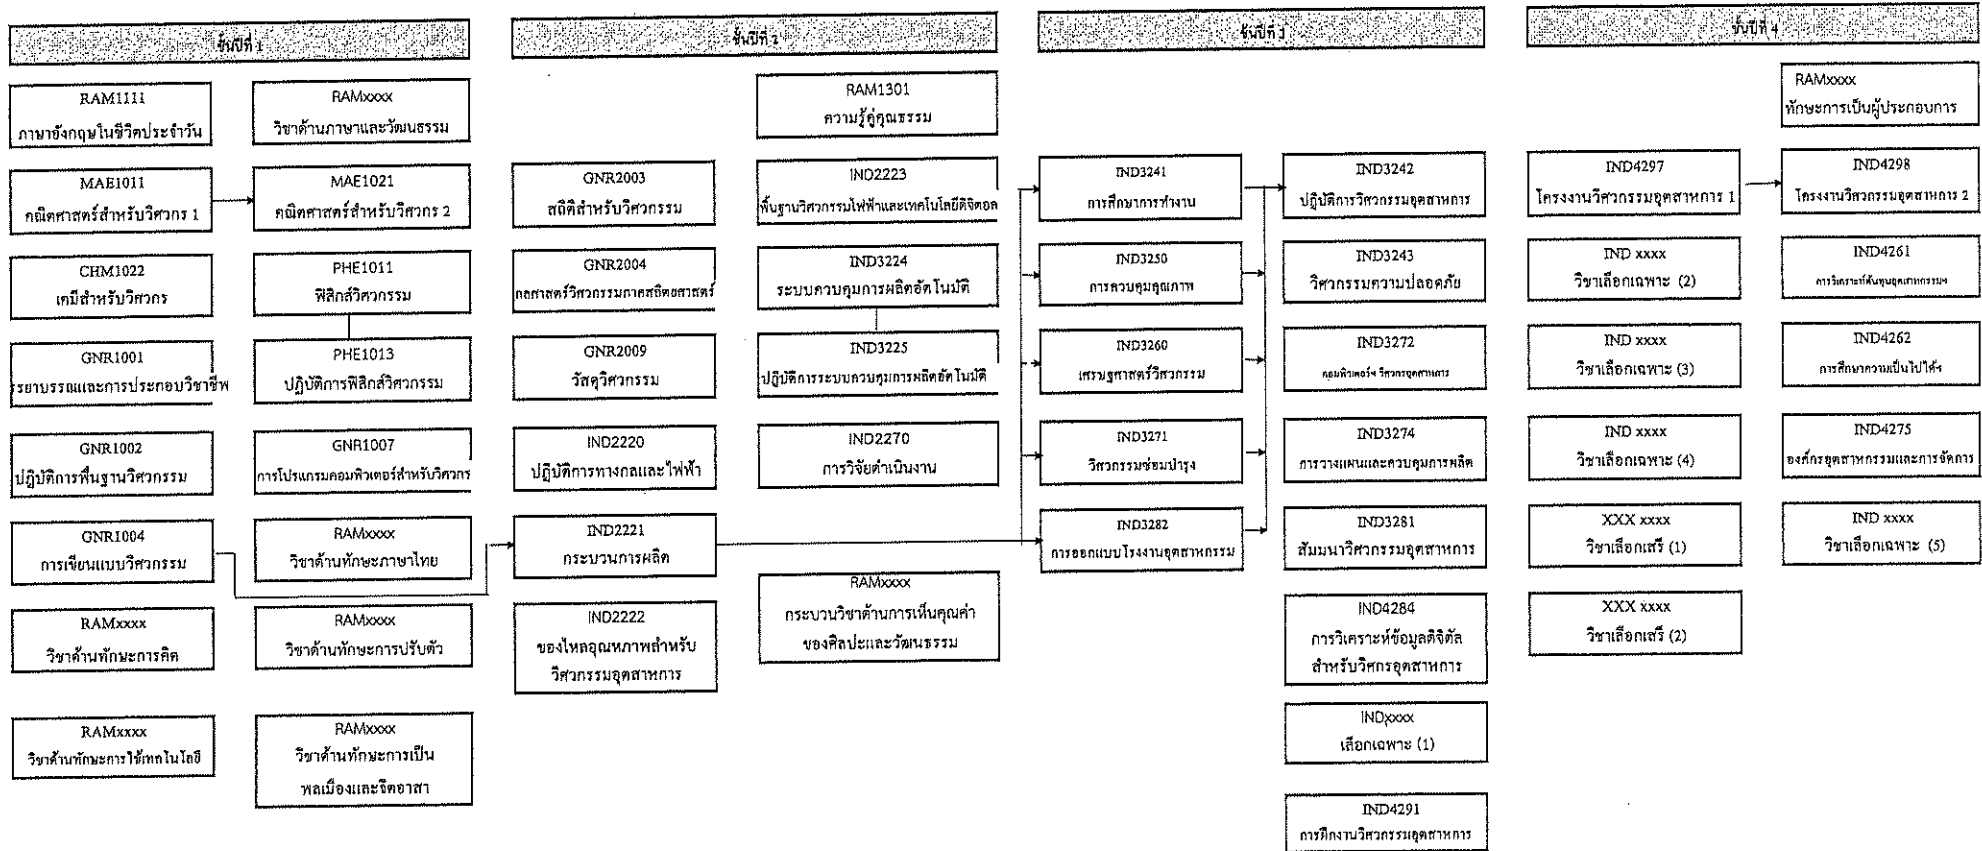 ชั้นปีที่ 1
RAM1111
ภาษาอังกฤษในชีวิตประจำวัน
MAE1011
คณิตศาสตร์สำหรับวิศวกร 1
CHM1022
เคมีสำหรับวิศวกร
GNR1001
รรยาบรรณและการประกอบวิชาชีพ
GNR1002
ปฏิบัติการพื้นฐานวิศวกรรม
GNR1004
การเขียนแบบวิศวกรรม
RAMxxxx
วิชาด้านทักษะการคิด
RAMxxxx
วิชาด้านทักษะการใช้เทคโนโลยี
RAMxxxx
วิชาด้านภาษาและวัฒนธรรม
MAE1021
คณิตศาสตร์สำหรับวิศวกร 2
PHE1011
ฟิสิกส์วิศวกรรม
PHE1013
ปฏิบัติการฟิสิกส์วิศวกรรม
GNR1007
การโปรแกรมคอมพิวเตอร์สำหรับวิศวกร
RAMxxxx
วิชาด้านทักษะภาษาไทย
RAMxxxx
วิชาด้านทักษะการปรับตัว
RAMxxxx
วิชาด้านทักษะการเป็น
พลเมืองและจิตอาสา
ชั้นปีที่ 2
GNR2003
สถิติสำหรับวิศวกรรม
GNR2004
กลศาสตร์วิศวกรรมภาคสถิตยศาสตร์
GNR2009
วัสดุวิศวกรรม
IND2220
ปฏิบัติการทางกลและไฟฟ้า
IND2221
กระบวนการผลิต
IND2222
ของไหลอุณหภาพสำหรับ
วิศวกรรมอุตสาหการ
RAM1301
ความรู้คู่คุณธรรม
IND2223
พื้นฐานวิศวกรรมไฟฟ้าและเทคโนโลยีดิจิตอล
IND3224
ระบบควบคุมการผลิตอัตโนมัติ
IND3225
ปฏิบัติการระบบควบคุมการผลิตอัตโนมัติ
IND2270
การวิจัยดำเนินงาน
RAMxxxx
กระบวนวิชาด้านการเห็นคุณค่า
ของศิลปะและวัฒนธรรม
ชั้นปีที่ 3
IND3241
การศึกษาการทำงาน
IND3250
การควบคุมคุณภาพ
IND3260
เศรษฐศาสตร์วิศวกรรม
IND3271
วิศวกรรมซ่อมบำรุง
IND3282
การออกแบบโรงงานอุตสาหกรรม
IND3242
ปฏิบัติการวิศวกรรมอุตสาหการ
IND3243
วิศวกรรมความปลอดภัย
IND3272
คอมพิวเตอร์ฯ วิศวกรอุตสาหการ
IND3274
การวางแผนและควบคุมการผลิต
IND3281
สัมมนาวิศวกรรมอุตสาหการ
IND4284
การวิเคราะห์ข้อมูลดิจิตัล
สำหรับวิศกรอุตสาหการ
INDxxxx
เลือกเฉพาะ (1)
IND4291
การฝึกงานวิศวกรรมอุตสาหการ
ชั้นปีที่ 4
IND4297
โครงงานวิศวกรรมอุตสาหการ 1
IND xxxx
วิชาเลือกเฉพาะ (2)
IND xxxx
วิชาเลือกเฉพาะ (3)
IND xxxx
วิชาเลือกเฉพาะ (4)
XXX xxxx
วิชาเลือกเสรี (1)
XXX xxxx
วิชาเลือกเสรี (2)
RAMxxxx
ทักษะการเป็นผู้ประกอบการ
IND4298
โครงงานวิศวกรรมอุตสาหการ 2
IND4261
การวิเคราะห์ต้นทุนอุตสาหกรรมฯ
IND4262
การศึกษาความเป็นไปได้ฯ
IND4275
องค์กรอุตสาหกรรมและการจัดการ
IND xxxx
วิชาเลือกเฉพาะ (5)